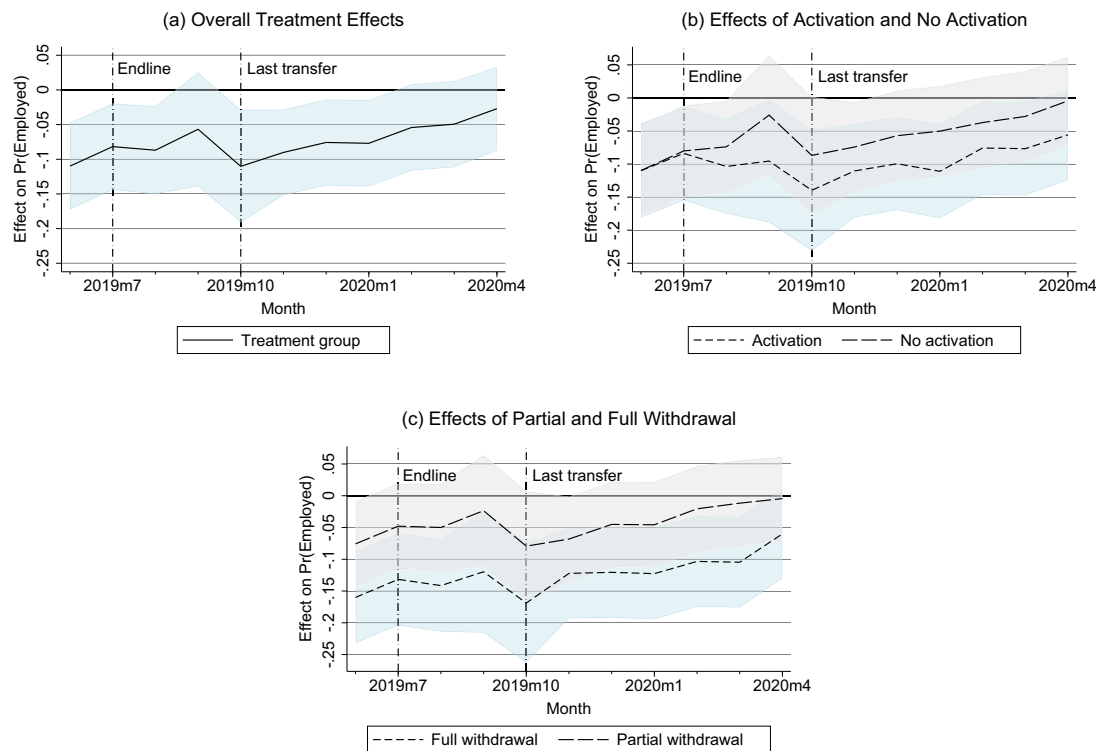 (a) Overall Treatment Effects
Effect on Pr(Employed)
.05
0
-.05
-.1
-.15
-.2
-.25
Endline
Last transfer
2019m7
2019m10
2020m1
2020m4
Month
Treatment group
(b) Effects of Activation and No Activation
Effect on Pr(Employed)
.05
0
-.05
-.1
-.15
-.2
-.25
Endline
Last transfer
2019m7
2019m10
2020m1
2020m4
Month
Activation
No activation
(c) Effects of Partial and Full Withdrawal
Effect on Pr(Employed)
.05
0
-.05
-.1
-.15
-.2
-.25
Endline
Last transfer
2019m7
2019m10
2020m1
2020m4
Month
Full withdrawal
Partial withdrawal